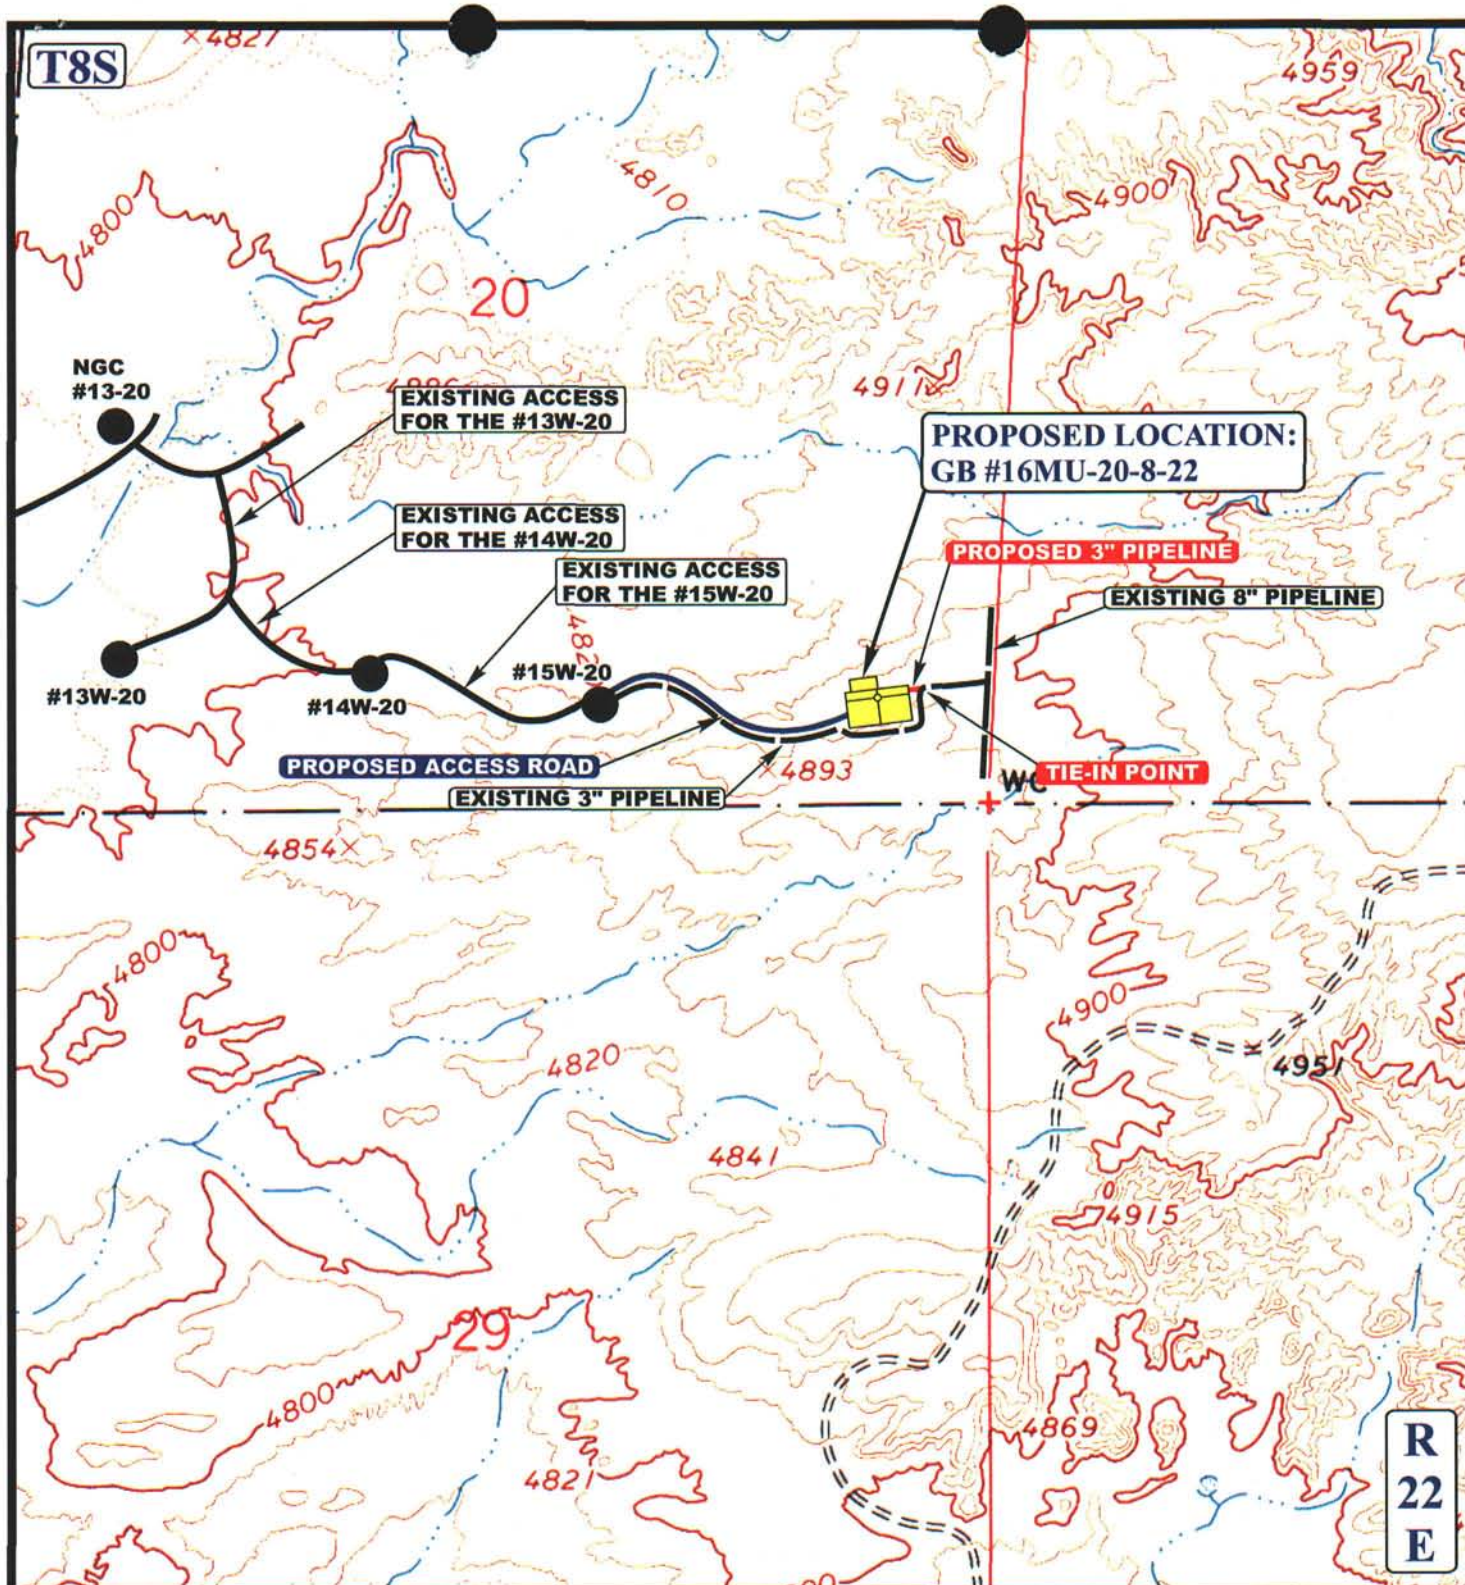 4827
T8S
4959
4810
4800
4900
20
NGC
#13-20
4911
EXISTING ACCESS
FOR THE #13W-20
PROPOSED LOCATION:
GB #16MU-20-8-22
EXISTING ACCESS
FOR THE #14W-20
PROPOSED 3" PIPELINE
EXISTING ACCESS
FOR THE #15W-20
EXISTING 8" PIPELINE
#15W-20
#13W-20
#14W-20
PROPOSED ACCESS ROAD
4893
TIE-IN POINT
EXISTING 3" PIPELINE
4854
4800
4900
4820
4951
4841
4915
29
4800
4869
4821
R
22
E